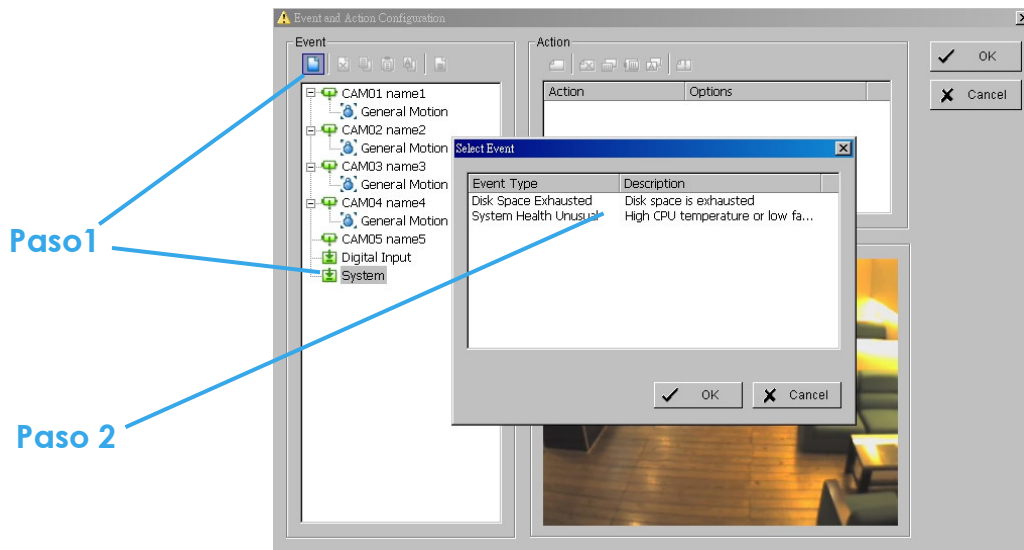 Event and Action Configuration
Event
Action
OK
Cancel
CAM01 name1
General Motion
CAM02 name2
General Motion
CAM03 name3
General Motion
CAM04 name4
General Motion
CAM05 name5
Digital Input
System
Action Options
Select Event
Event Type Description
Disk Space Exhausted Disk space is exhausted
System Health Unusual High CPU temperature or low fa...
OK Cancel
Paso1
Paso 2